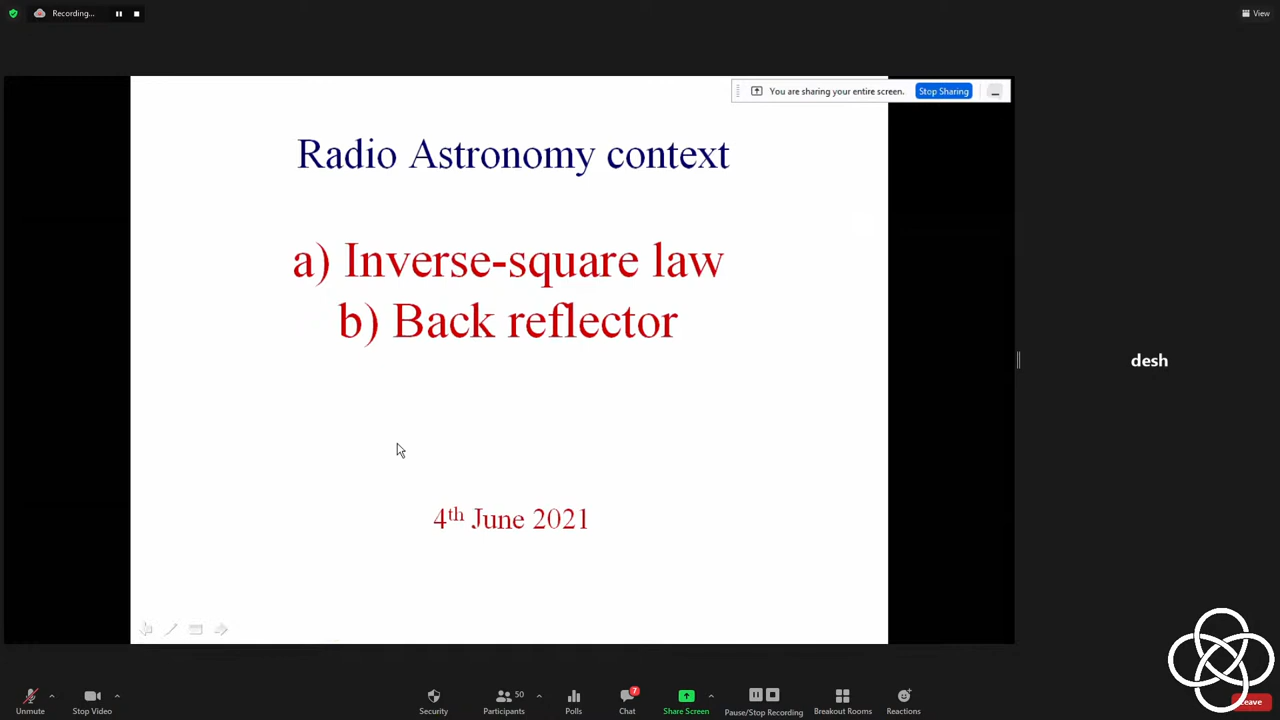 Recording...
View
You are sharing your entire screen.
Stop Sharing
Radio Astronomy context
a) Inverse-square law
b) Back reflector
desh
4th June 2021
50
7
Unmute
Stop Video
Security
Participants
Polls
Chat
Share Screen
Pause/Stop Recording
Breakout Rooms
Reactions
Leave